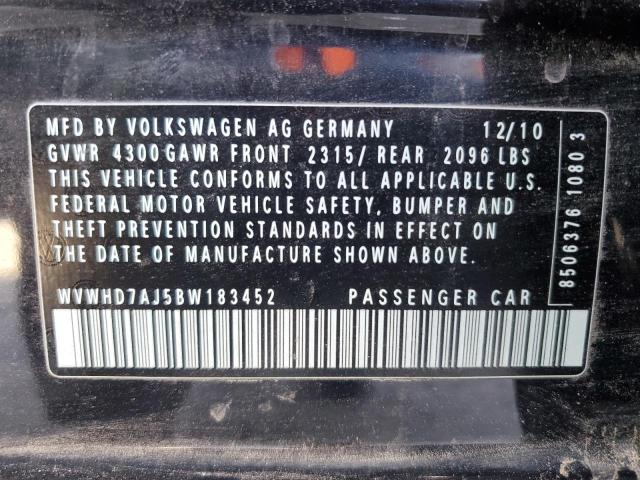 MFD BY VOLKSWAGEN AG GERMANY 12/10
GVWR 4300 GAWR FRONT 2315/ REAR 2096 LBS
THIS VEHICLE CONFORMS TO ALL APPLICABLE U.S.
FEDERAL MOTOR VEHICLE SAFETY, BUMPER AND
THEFT PREVENTION STANDARDS IN EFFECT ON
THE DATE OF MANUFACTURE SHOWN ABOVE.
WVWHD7AJ5BW183452 PASSENGER CAR
8506376 1080 3